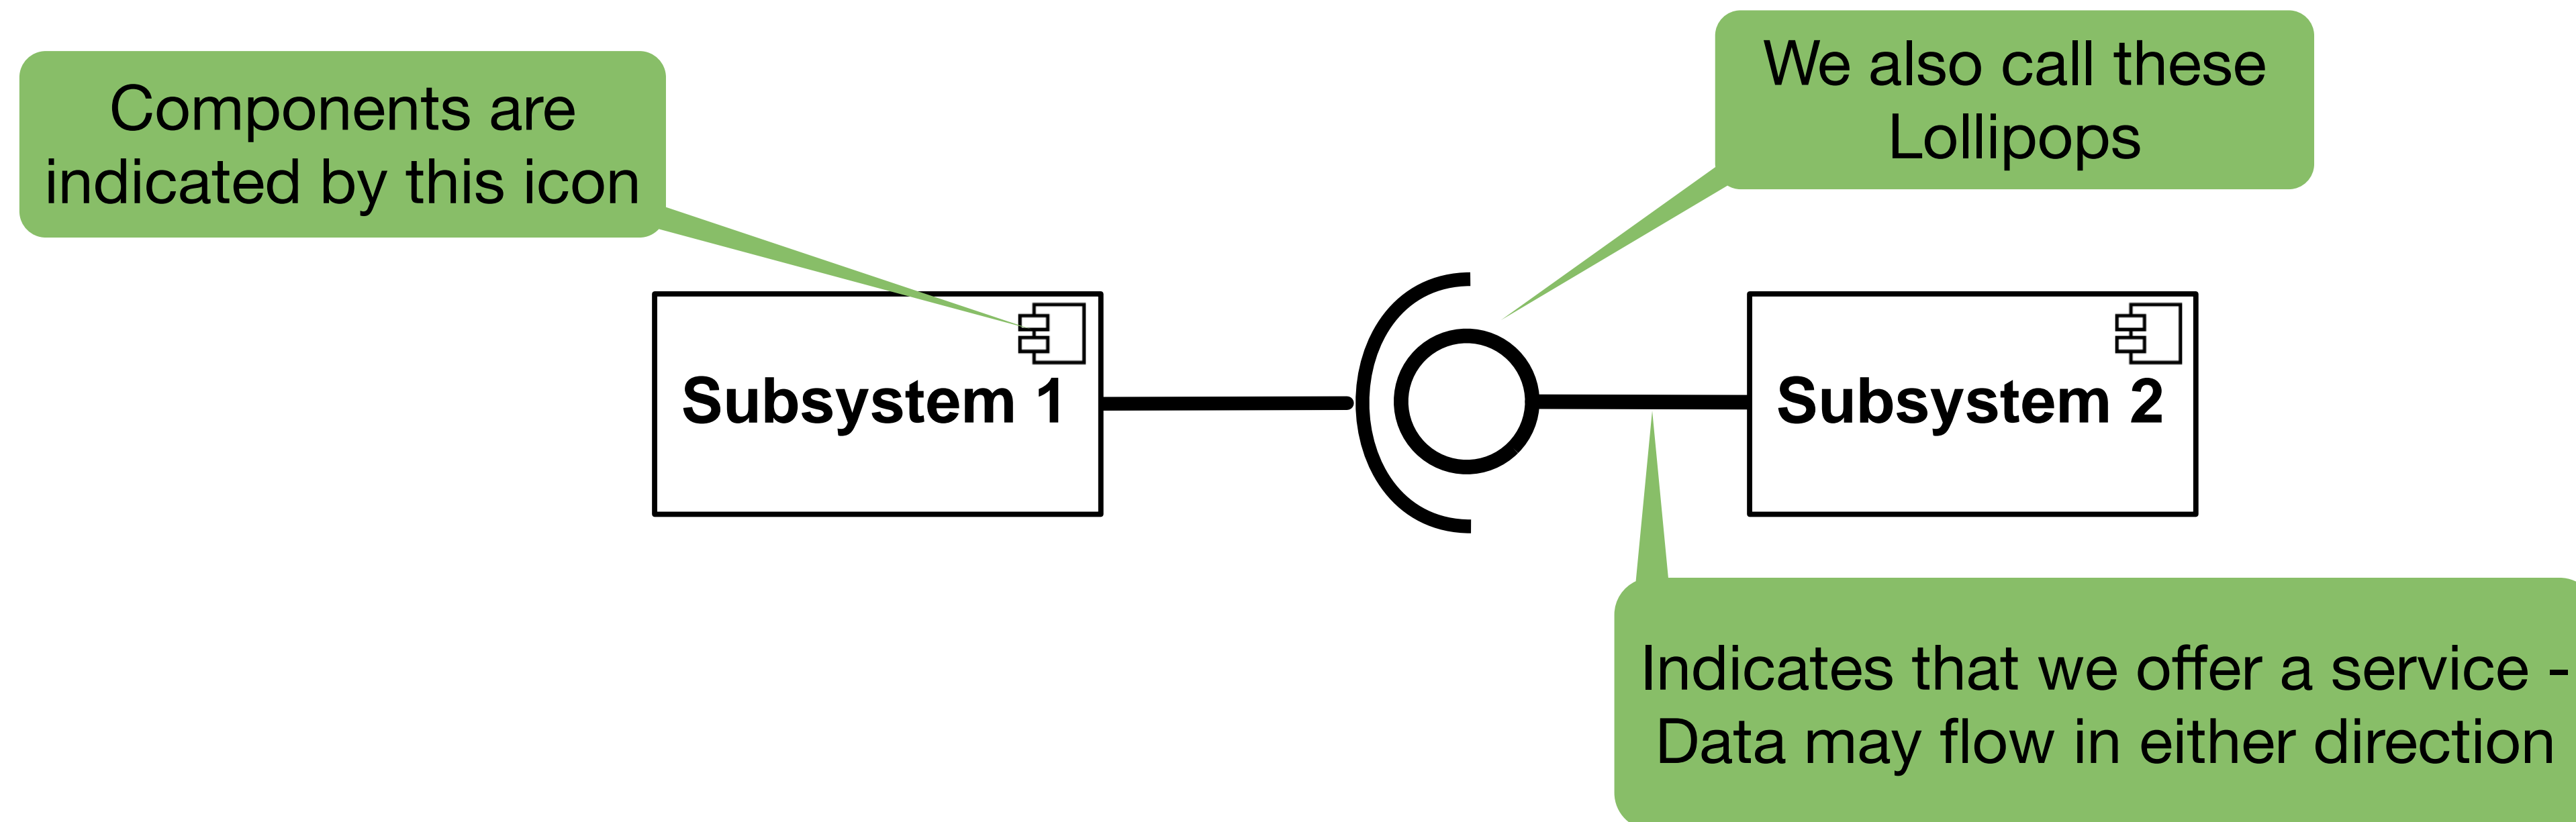 We also call these
Lollipops
Components are
indicated by this icon
Subsystem 1
Subsystem 2
Indicates that we offer a service -
Data may flow in either direction